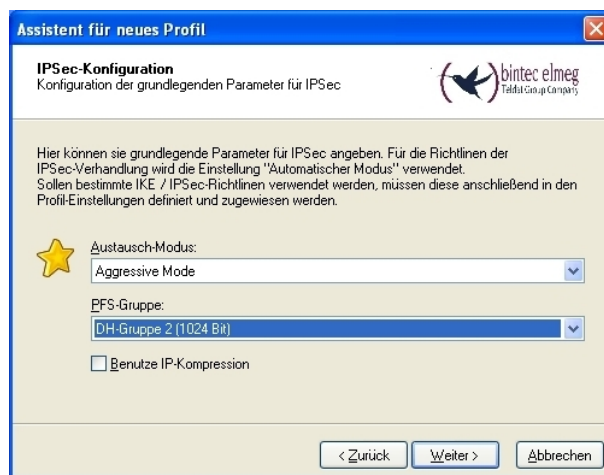 Assistent für neues Profil
IPSec-Konfiguration
Konfiguration der grundlegenden Parameter für IPSec
bintec elmeg
Teldat Group Company
Hier können sie grundlegende Parameter für IPSec angeben. Für die Richtlinen der
IPSec-Verhandlung wird die Einstellung "Automatischer Modus" verwendet.
Sollen bestimmte IKE / IPSec-Richtlinen verwendet werden, müssen diese anschließend in den
Profil-Einstellungen definiert und zugewiesen werden.
Austausch-Modus:
Aggressive Mode
PFS-Gruppe:
DH-Gruppe 2 (1024 Bit)
Benutze IP-Kompression
< Zurück
Weiter >
Abbrechen